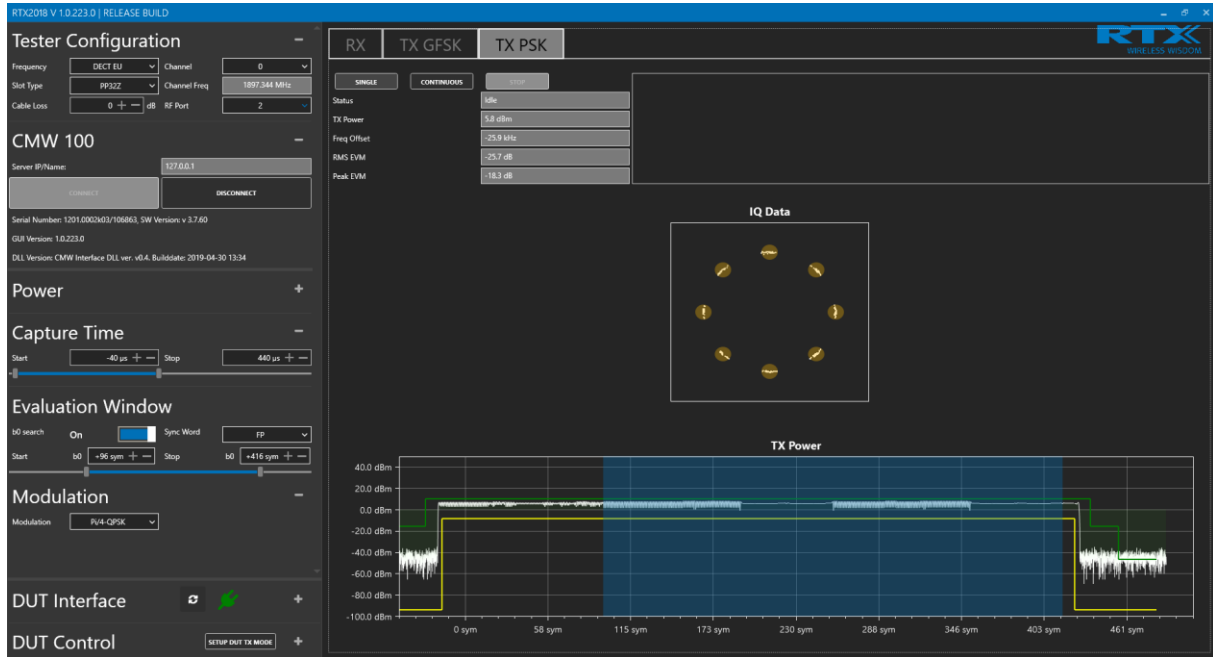 RTX2018 V 1.0.223.0 | RELEASE BUILD
Tester Configuration
Frequency DECT EU Channel 0
Slot Type PP32Z Channel Freq 1897.344 MHz
Cable Loss 0 dB RF Port 2
CMW 100
Server IP/Name: 127.0.0.1
CONNECT DISCONNECT
Serial Number: 1201.0002k03/106863, SW Version: v 3.7.60
GUI Version: 1.0.223.0
DLL Version: CMW Interface DLL ver. v0.4. Builddate: 2019-04-30 13:34
Power
Capture Time
Start -40 µs Stop 440 µs
Evaluation Window
b0 search On Sync Word FP
Start b0 +96 sym Stop b0 +416 sym
Modulation
Modulation Pi/4-QPSK
DUT Interface
DUT Control SETUP DUT TX MODE
RX TX GFSK TX PSK
RTX
WIRELESS WISDOM
SINGLE CONTINUOUS STOP
Status Idle
TX Power 5.8 dBm
Freq Offset -25.9 kHz
RMS EVM -25.7 dB
Peak EVM -18.3 dB
IQ Data
TX Power
40.0 dBm
20.0 dBm
0.0 dBm
-20.0 dBm
-40.0 dBm
-60.0 dBm
-80.0 dBm
-100.0 dBm
0 sym 58 sym 115 sym 173 sym 230 sym 288 sym 346 sym 403 sym 461 sym